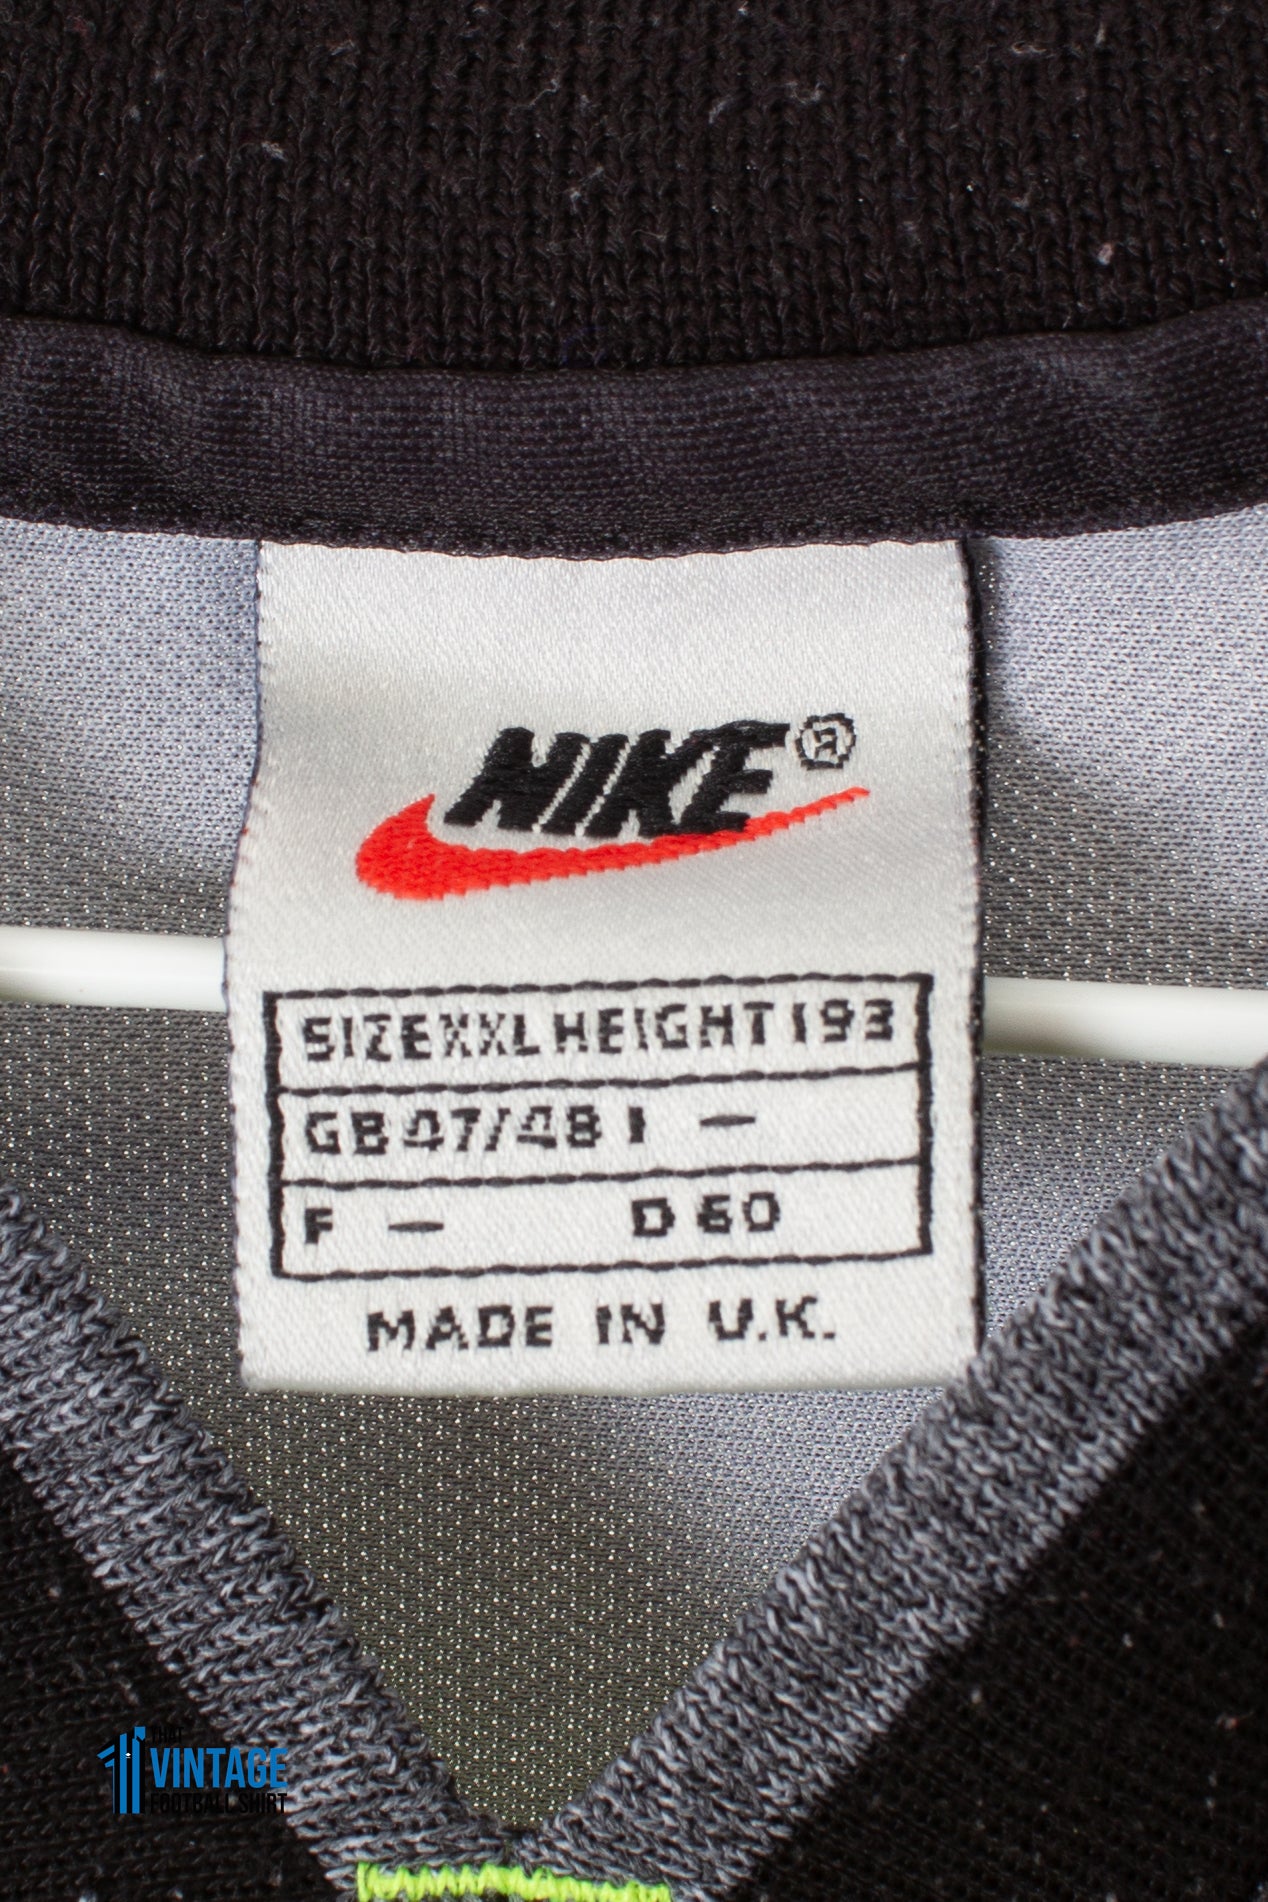 NIKE®
SIZE XXL HEIGHT 193
GB 47/48 I —
F — D 60
MADE IN U.K.
THAT
VINTAGE
FOOTBALL SHIRT